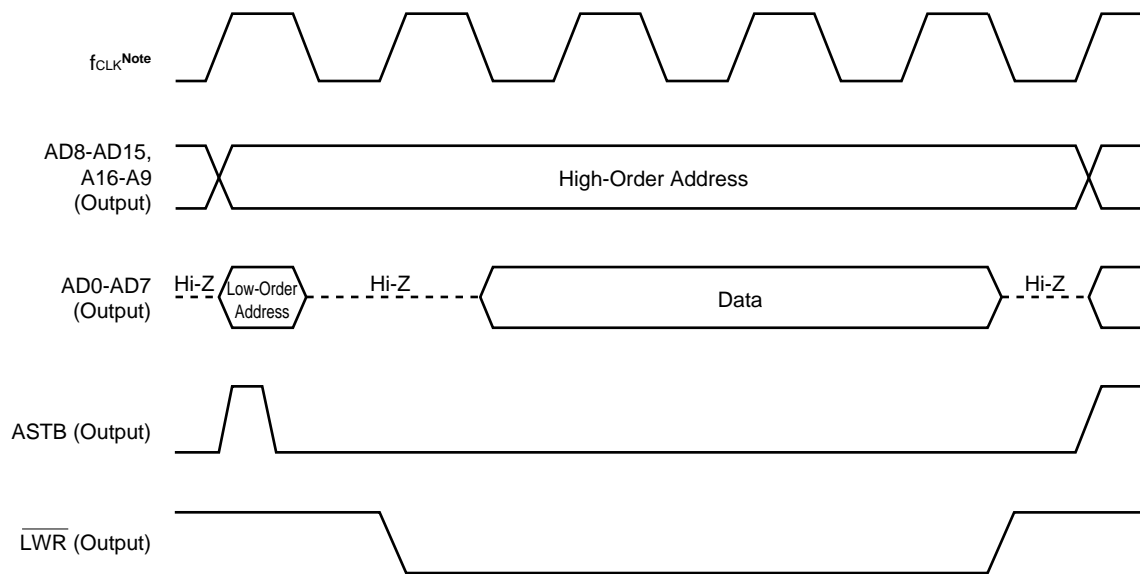 fCLKNote
AD8-AD15,
A16-A9
(Output)
High-Order Address
AD0-AD7
(Output)
Hi-Z
Low-Order
Address
Hi-Z
Data
Hi-Z
ASTB (Output)
LWR (Output)